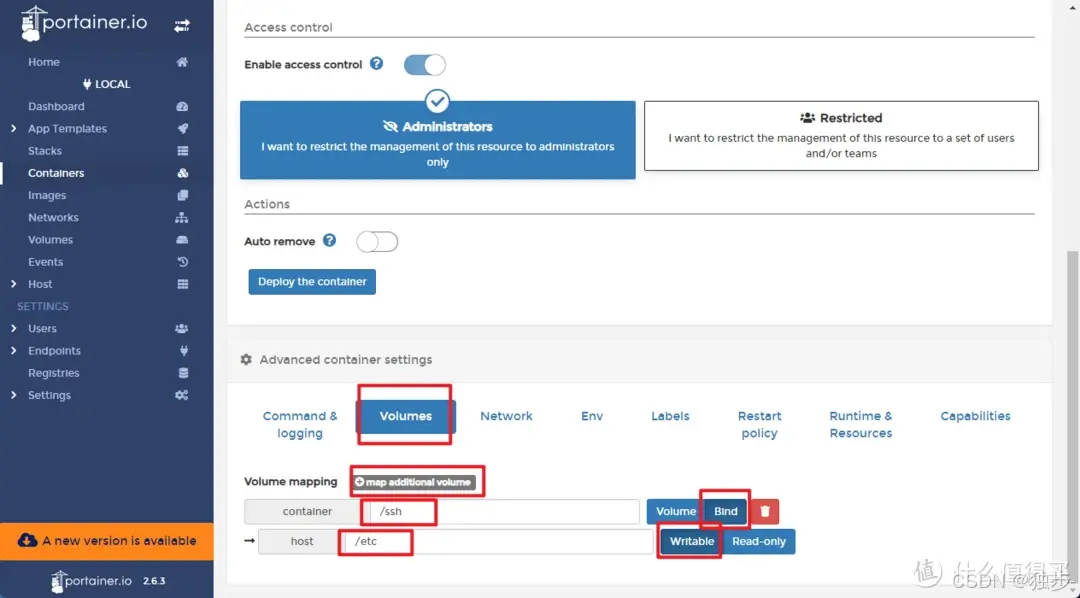 portainer.io
Home
LOCAL
Dashboard
App Templates
Stacks
Containers
Images
Networks
Volumes
Events
Host
SETTINGS
Users
Endpoints
Registries
Settings
A new version is available
portainer.io 2.6.3
Access control
Enable access control
Administrators
I want to restrict the management of this resource to administrators
only
Restricted
I want to restrict the management of this resource to a set of users
and/or teams
Actions
Auto remove
Deploy the container
Advanced container settings
Command &
logging
Volumes
Network
Env
Labels
Restart
policy
Runtime &
Resources
Capabilities
Volume mapping
map additional volume
container /ssh Volume Bind
host /etc Writable Read-only
值 什么值得买
CSDN @独步